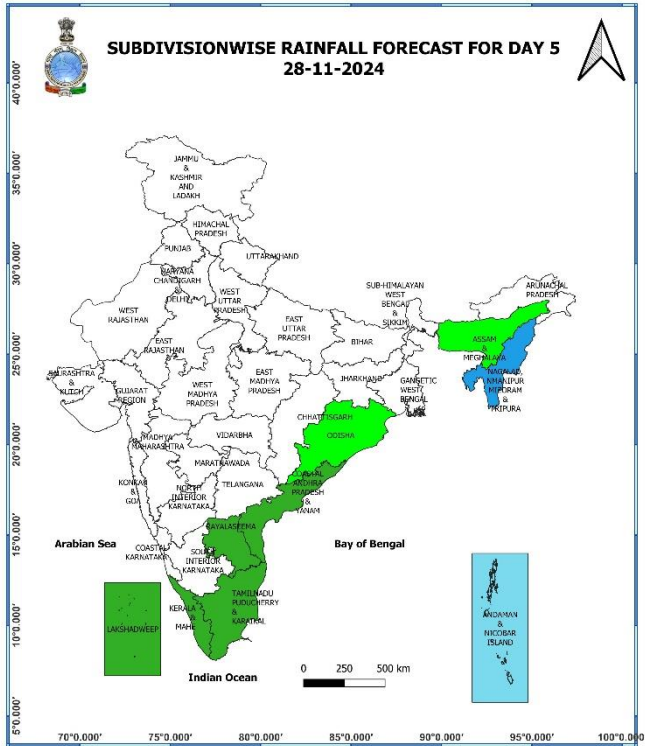 SUBDIVISIONWISE RAINFALL FORECAST FOR DAY 5
28-11-2024
40°0.000'
35°0.000'
30°0.000'
25°0.000'
20°0.000'
15°0.000'
10°0.000'
5°0.000'
JAMMU
&
KASHMIR
AND
LADAKH
HIMACHAL
PRADESH
PUNJAB
UTTARAKHAND
HARYANA
CHANDIGARH
&
DELHI
WEST
UTTAR
PRADESH
SUB-HIMALAYAN
WEST
BENGAL
&
SIKKIM
ARUNACHAL
PRADESH
WEST
RAJASTHAN
EAST
RAJASTHAN
EAST
UTTAR
PRADESH
BIHAR
ASSAM
&
MEGHALAYA
NAGALAD,
NMANIPUR
MIZORAM
&
TRIPURA
SAURASHTRA
&
KUTCH
GUJARAT
REGION
WEST
MADHYA
PRADESH
EAST
MADHYA
PRADESH
JHARKHAND
GANGETIC
WEST
BENGAL
CHHATTISGARH
ODISHA
MADHYA
MAHARASHTRA
VIDARBHA
MARATHWADA
TELANGANA
COASTAL
ANDHRA
PRADESH
&
YANAM
KONKAN
&
GOA
NORTH
INTERIOR
KARNATAKA
RAYALASEEMA
Arabian Sea
Bay of Bengal
COASTAL
KARNATAKA
SOUTH
INTERIOR
KARNATAKA
TAMILNADU
PUDUCHERRY
&
KARAIKAL
KERALA
&
MAHE
LAKSHADWEEP
ANDAMAN
&
NICOBAR
ISLAND
Indian Ocean
0 250 500 km
70°0.000' 75°0.000' 80°0.000' 85°0.000' 90°0.000' 95°0.000' 100°0.000'